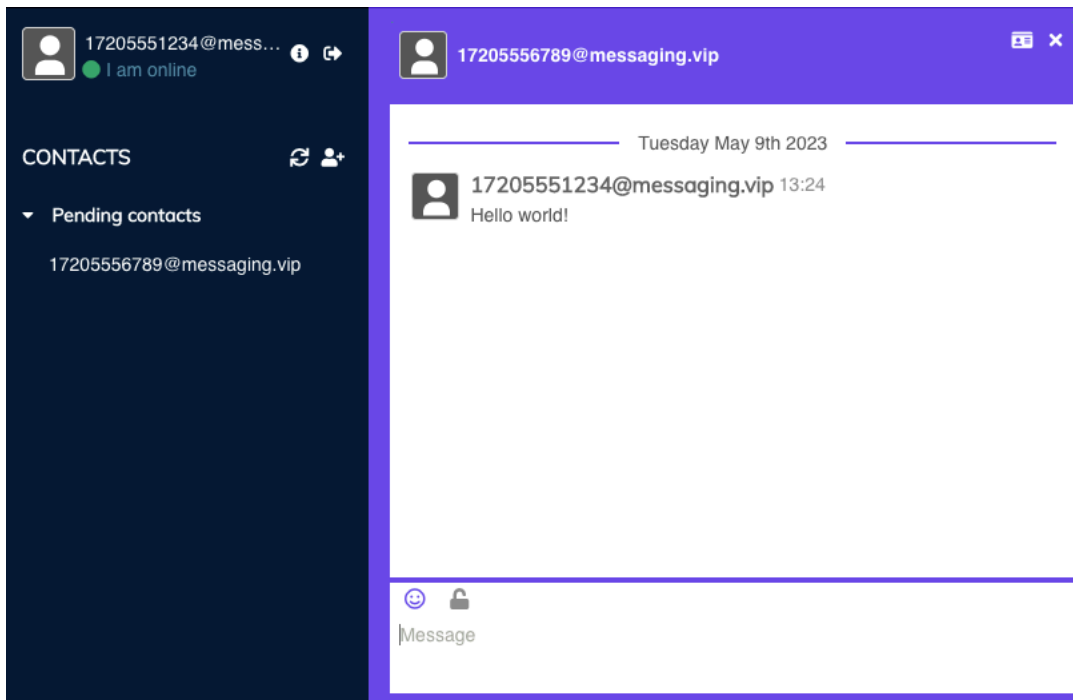 17205551234@mess...
I am online
CONTACTS
Pending contacts
17205556789@messaging.vip
17205556789@messaging.vip
Tuesday May 9th 2023
17205551234@messaging.vip 13:24
Hello world!
Message